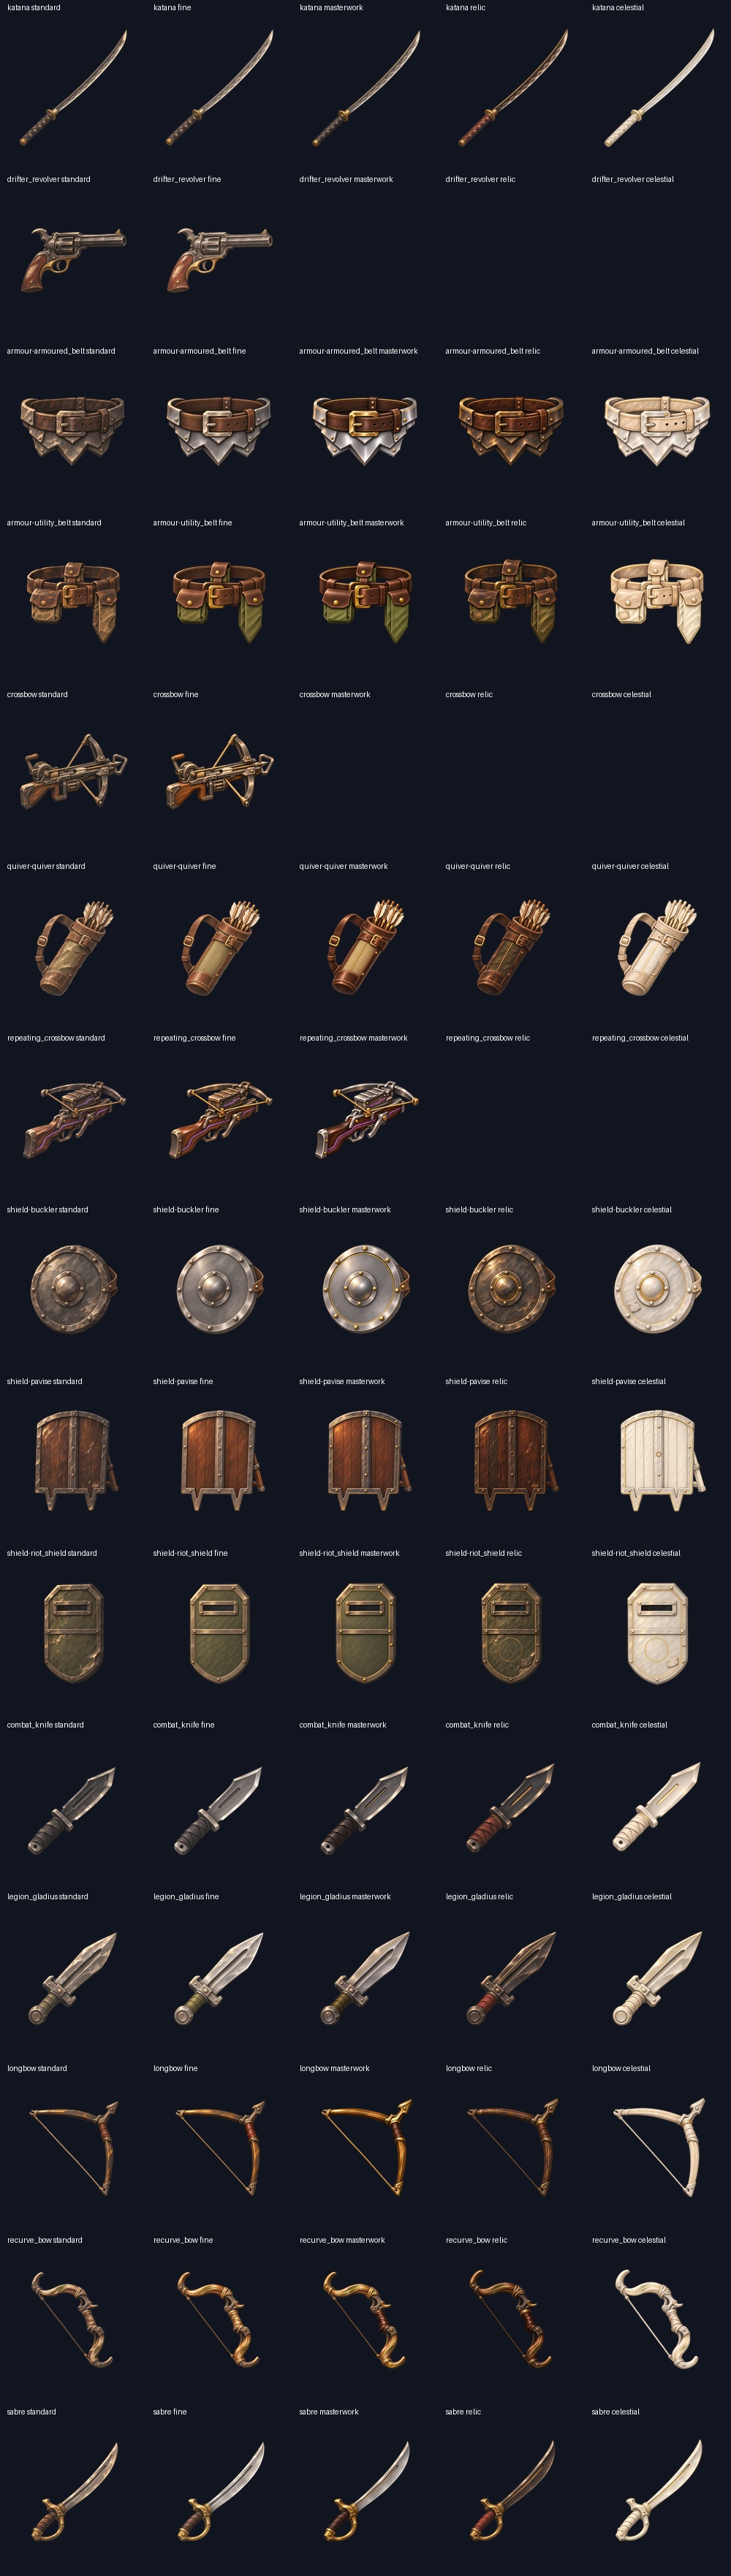 katana standard katana fine katana masterwork katana relic katana celestial
drifter_revolver standard drifter_revolver fine drifter_revolver masterwork drifter_revolver relic drifter_revolver celestial
armour-armoured_belt standard armour-armoured_belt fine armour-armoured_belt masterwork armour-armoured_belt relic armour-armoured_belt celestial
armour-utility_belt standard armour-utility_belt fine armour-utility_belt masterwork armour-utility_belt relic armour-utility_belt celestial
crossbow standard crossbow fine crossbow masterwork crossbow relic crossbow celestial
quiver-quiver standard quiver-quiver fine quiver-quiver masterwork quiver-quiver relic quiver-quiver celestial
repeating_crossbow standard repeating_crossbow fine repeating_crossbow masterwork repeating_crossbow relic repeating_crossbow celestial
shield-buckler standard shield-buckler fine shield-buckler masterwork shield-buckler relic shield-buckler celestial
shield-pavise standard shield-pavise fine shield-pavise masterwork shield-pavise relic shield-pavise celestial
shield-riot_shield standard shield-riot_shield fine shield-riot_shield masterwork shield-riot_shield relic shield-riot_shield celestial
combat_knife standard combat_knife fine combat_knife masterwork combat_knife relic combat_knife celestial
legion_gladius standard legion_gladius fine legion_gladius masterwork legion_gladius relic legion_gladius celestial
longbow standard longbow fine longbow masterwork longbow relic longbow celestial
recurve_bow standard recurve_bow fine recurve_bow masterwork recurve_bow relic recurve_bow celestial
sabre standard sabre fine sabre masterwork sabre relic sabre celestial